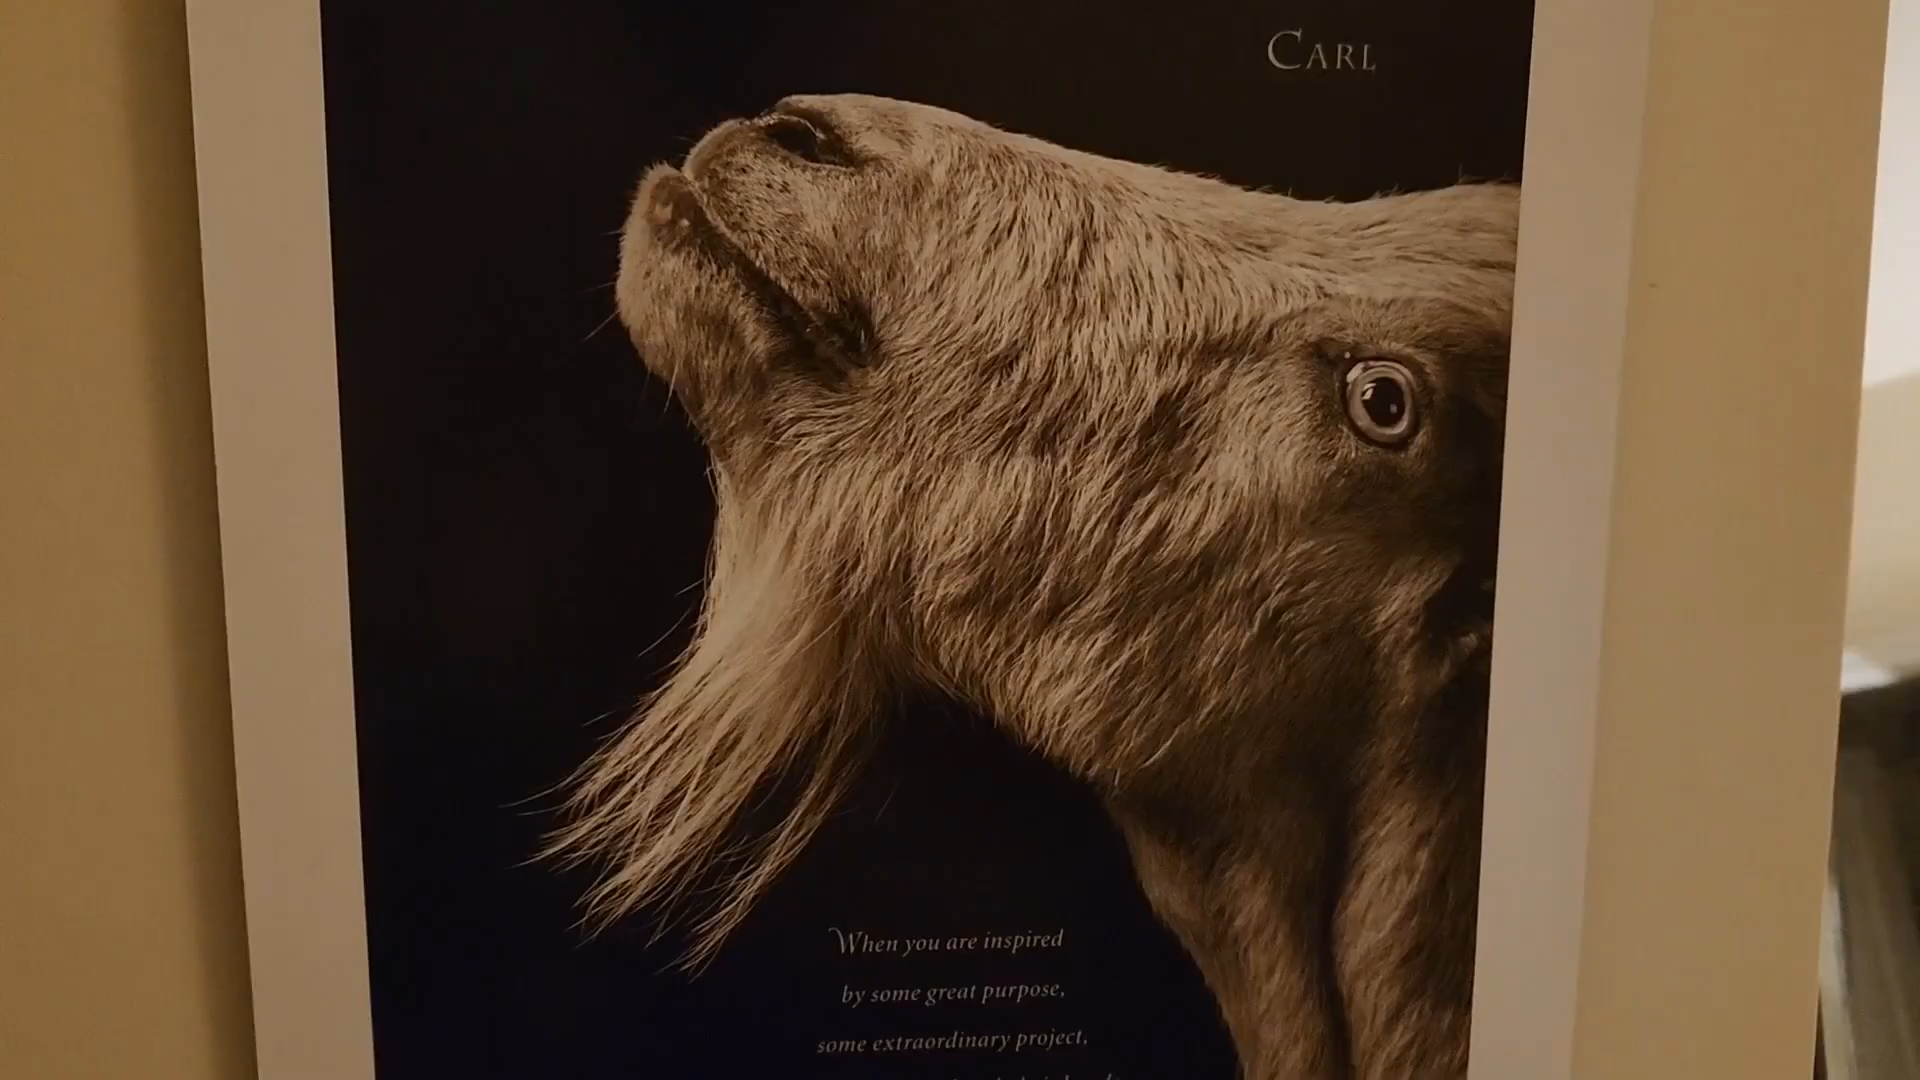 CARL
When you are inspired
by some great purpose,
some extraordinary project,